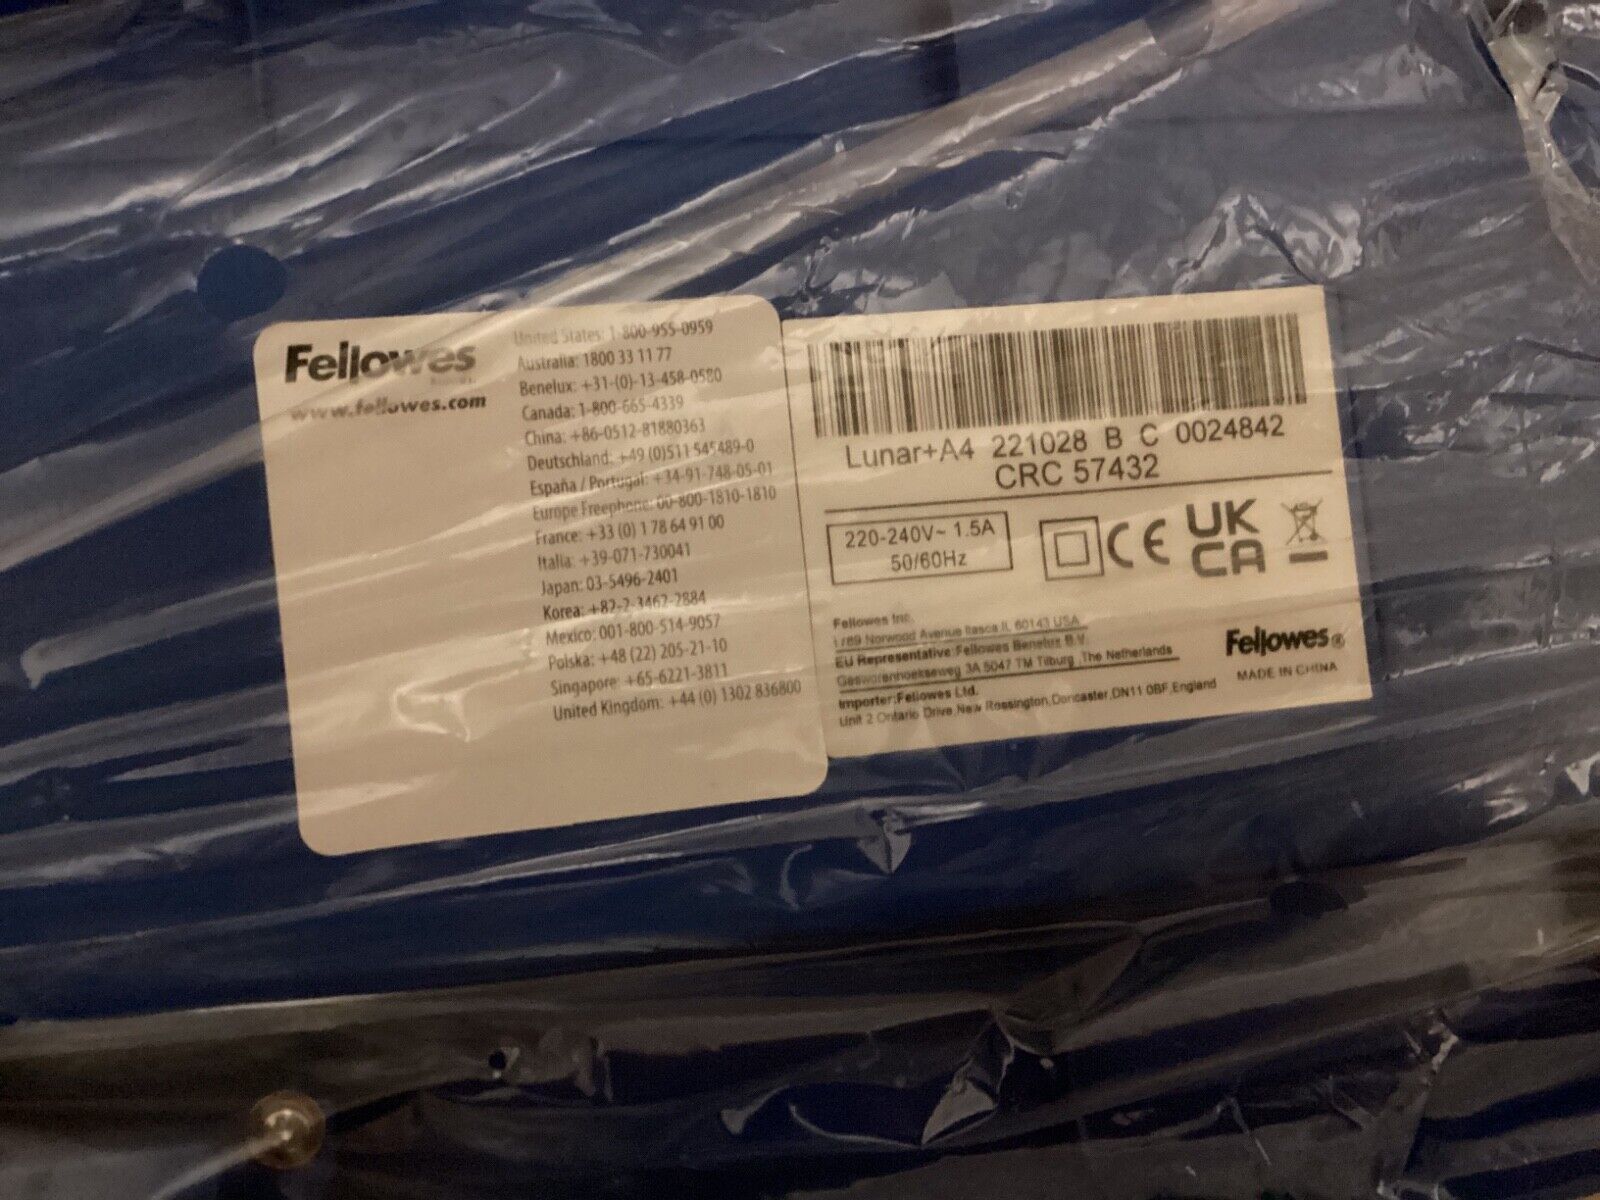 Fellowes
www.fellowes.com
United States: 1-800-955-0959
Australia: 1800 33 11 77
Benelux: +31-(0)-13-458-0580
Canada: 1-800-665-4339
China: +86-0512-81880363
Deutschland: +49 (0)511 545489-0
España / Portugal: +34-91-748-05-01
Europe Freephone: 00-800-1810-1810
France: +33 (0) 1 78 64 91 00
Italia: +39-071-730041
Japan: 03-5496-2401
Korea: +82-2-3462-2884
Mexico: 001-800-514-9057
Polska: +48 (22) 205-21-10
Singapore: +65-6221-3811
United Kingdom: +44 (0) 1302 836800
Lunar+A4 221028 B C 0024842
CRC 57432
220-240V~ 1.5A
50/60Hz
CE
UK
CA
Fellowes Inc.
1789 Norwood Avenue Itasca IL 60143 USA
EU Representative:Fellowes Benelux B.V.
3A 5047 TM Tilburg ,The Netherlands
Importer:Fellowes Ltd.
Unit 2 Ontario Drive,New Rossington,Doncaster,DN11 0BF,England
Fellowes®
MADE IN CHINA